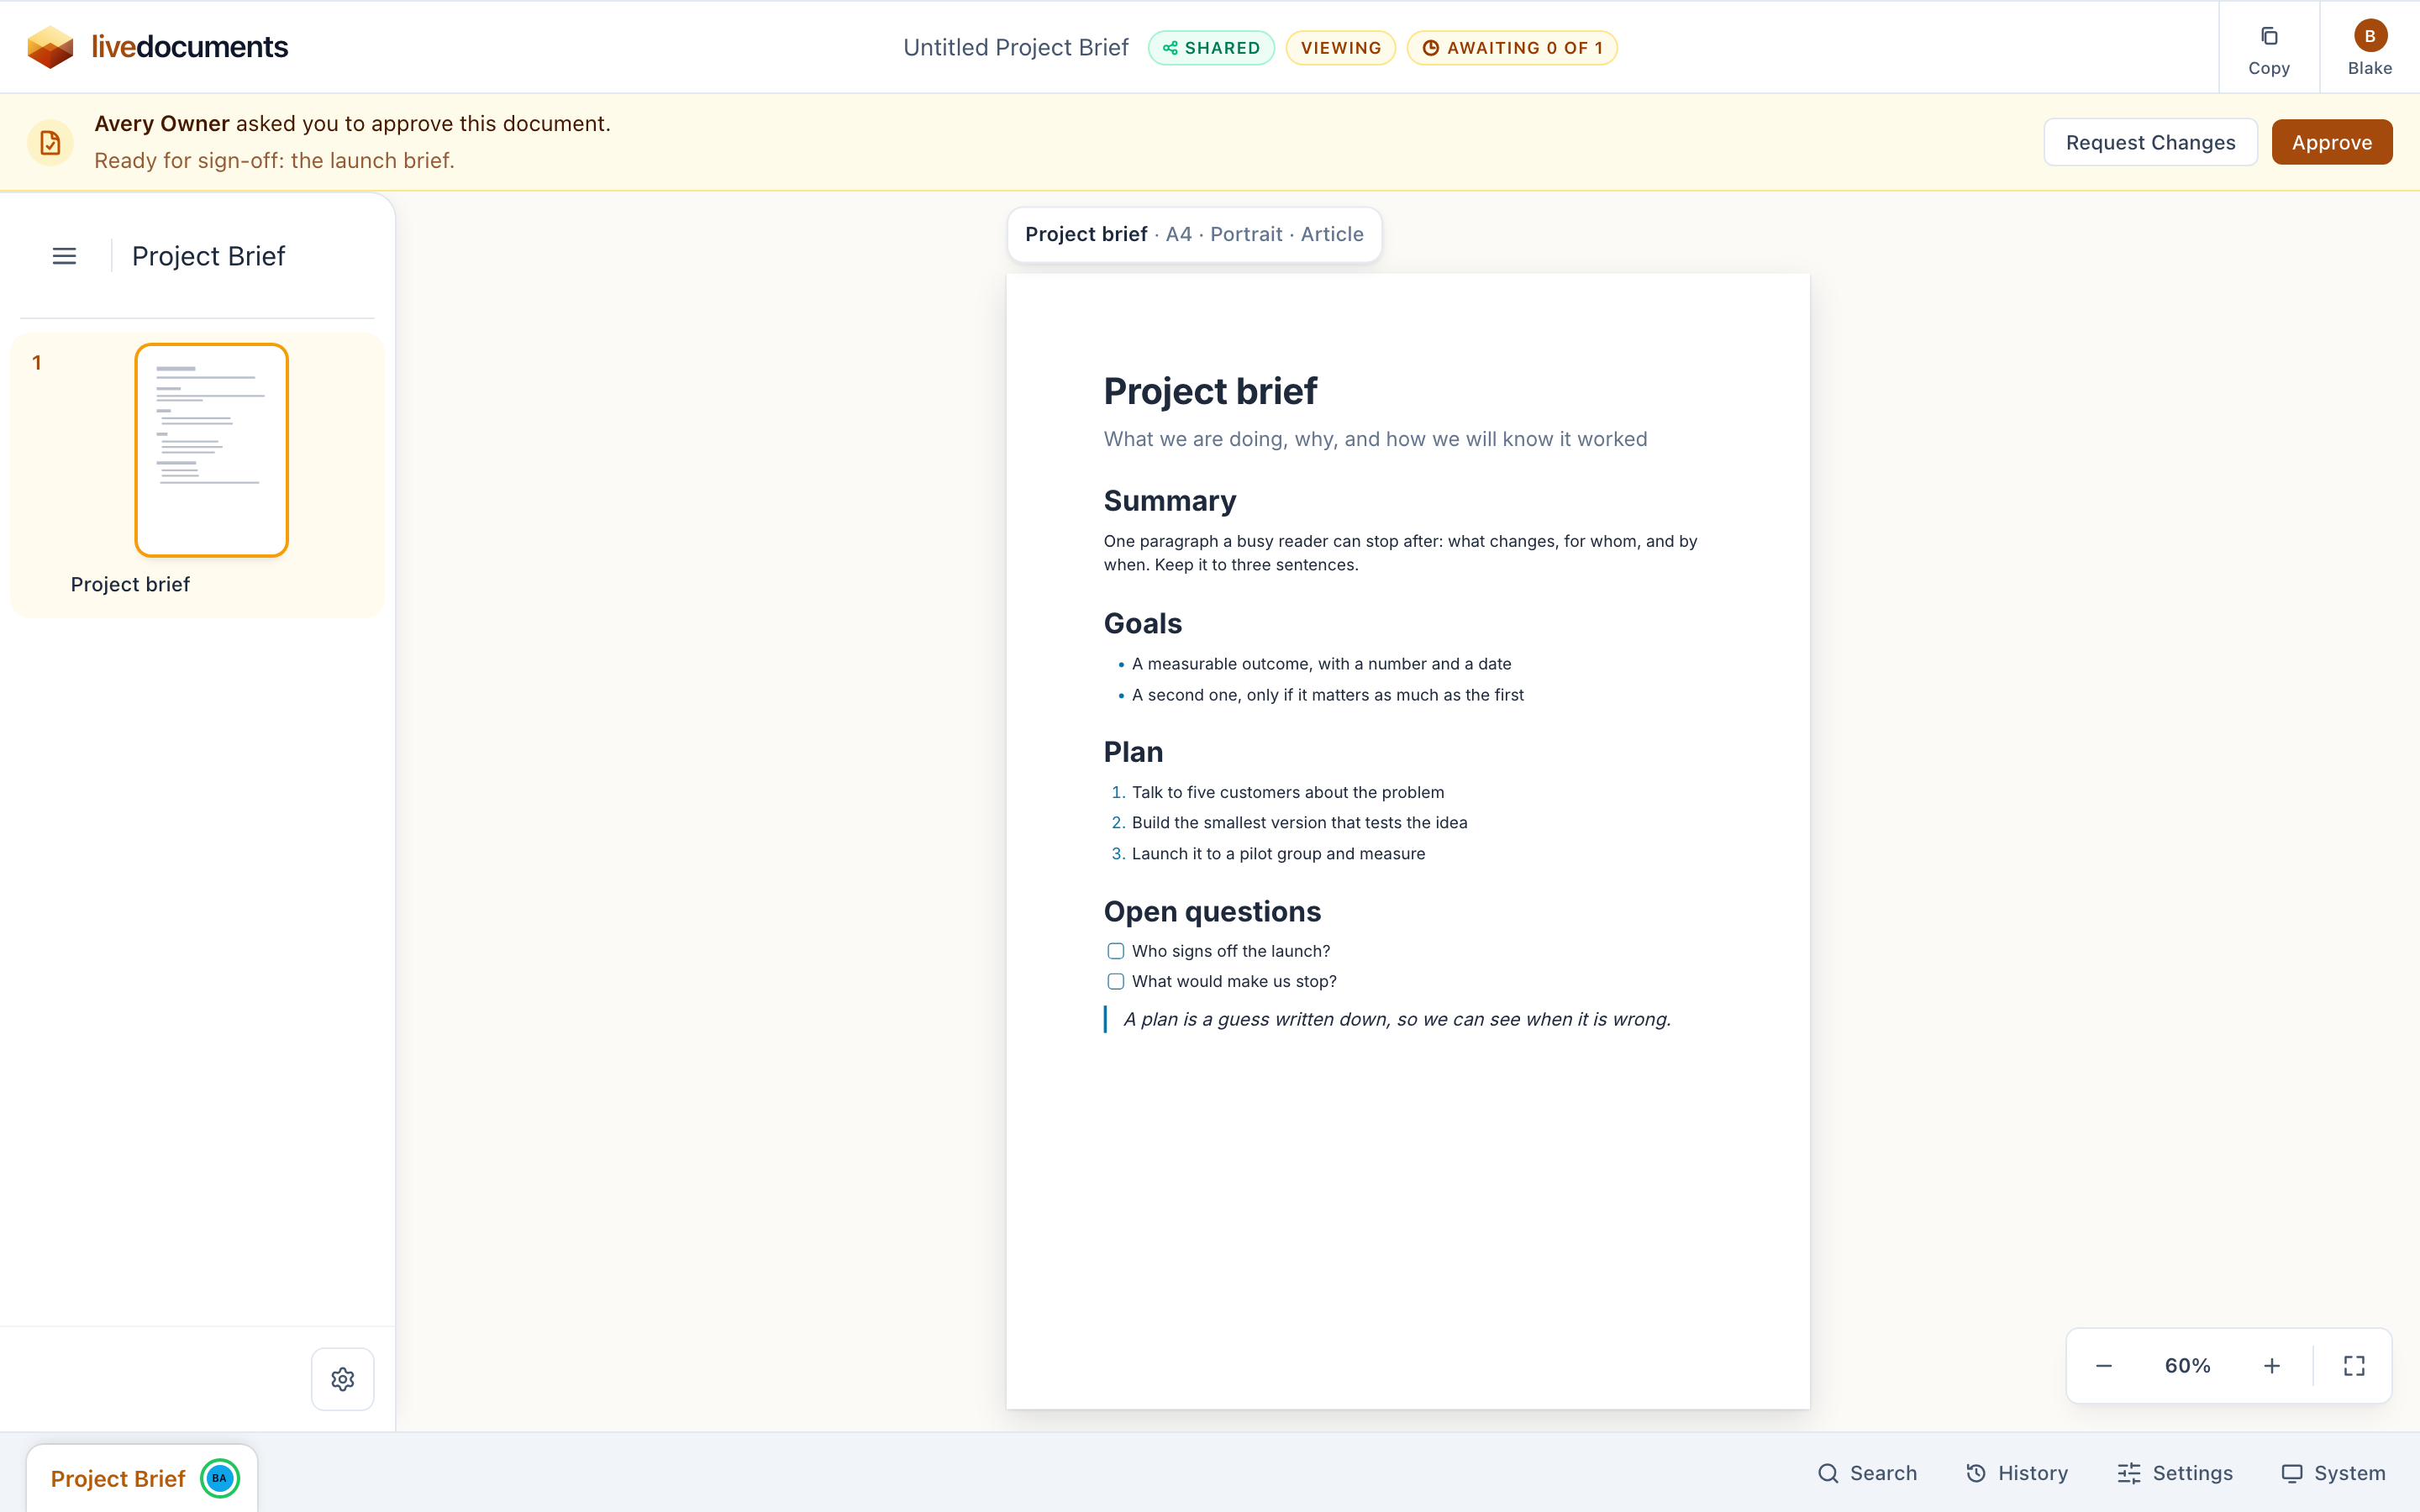 livedocuments
Untitled Project Brief
SHARED
VIEWING
AWAITING 0 OF 1
Copy
B
Blake
Avery Owner asked you to approve this document.
Ready for sign-off: the launch brief.
Request Changes
Approve
Project Brief
1
Project brief
Project brief · A4 · Portrait · Article
Project brief
What we are doing, why, and how we will know it worked
Summary
One paragraph a busy reader can stop after: what changes, for whom, and by
when. Keep it to three sentences.
Goals
• A measurable outcome, with a number and a date
• A second one, only if it matters as much as the first
Plan
1. Talk to five customers about the problem
2. Build the smallest version that tests the idea
3. Launch it to a pilot group and measure
Open questions
Who signs off the launch?
What would make us stop?
A plan is a guess written down, so we can see when it is wrong.
60%
Project Brief
BA
Search
History
Settings
System